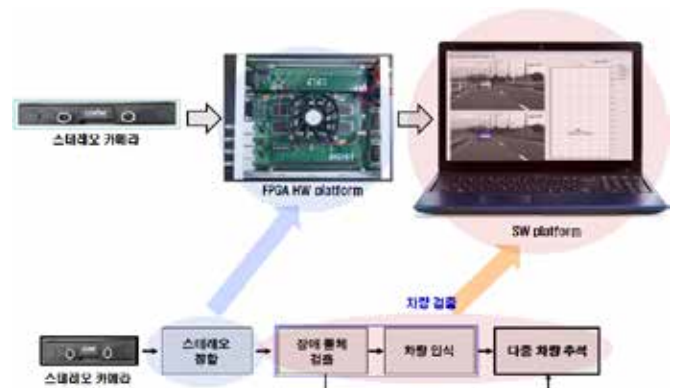 스테레오 카메라
FPGA HW platform
SW platform
차량 검출
스테레오
정합
장애 물체
검출
차량 인식
다중 차량 추적
스테레오 카메라